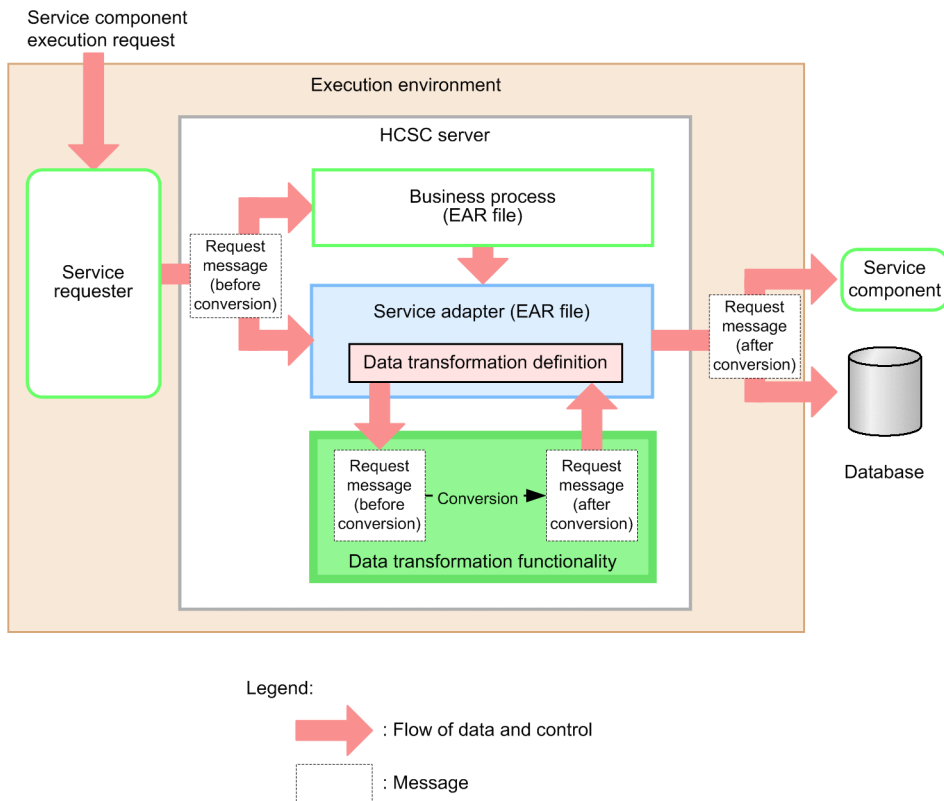 Service component
execution request
Execution environment
HCSC server
Business process
(EAR file)
Request
message
(before
conversion)
Service
requester
Service adapter (EAR file)
Data transformation definition
Service
component
Request
message
(after
conversion)
Request
message
(before
conversion)
Conversion
Request
message
(after
conversion)
Data transformation functionality
Database
Legend:
: Flow of data and control
: Message